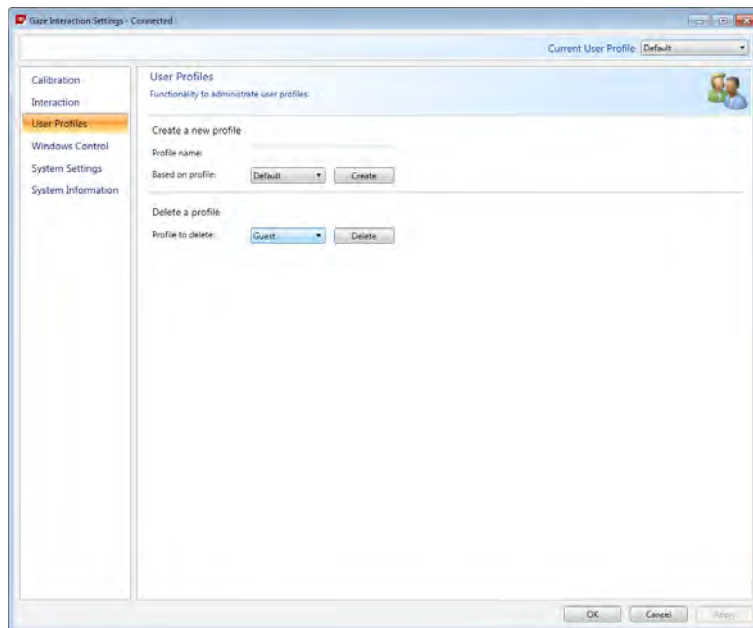 Gaze Interaction Settings - Connected
Current User Profile Default
Calibration
Interaction
User Profiles
Windows Control
System Settings
System Information
User Profiles
Functionality to administrate user profiles.
Create a new profile
Profile name:
Based on profile: Default Create
Delete a profile
Profile to delete: Guest Delete
OK Cancel Apply